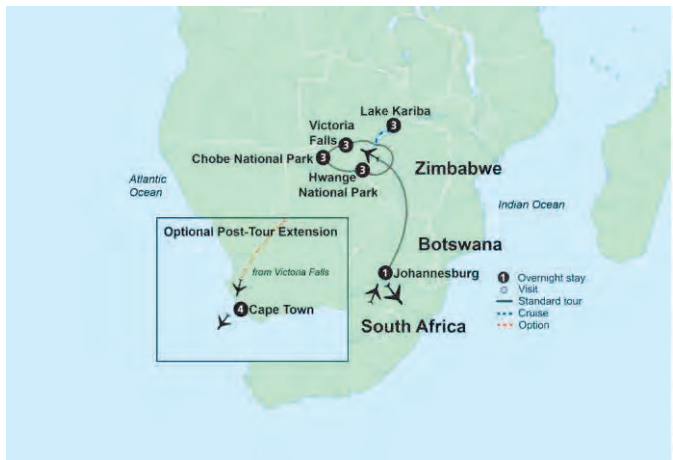 Lake Kariba
3
Victoria
Falls
3
Chobe National Park
3
Hwange
National Park
3
Zimbabwe
Atlantic
Ocean
Indian Ocean
Optional Post-Tour Extension
Botswana
from Victoria Falls
1
Johannesburg
4
Cape Town
South Africa
1 Overnight stay
Visit
Standard tour
Cruise
Option